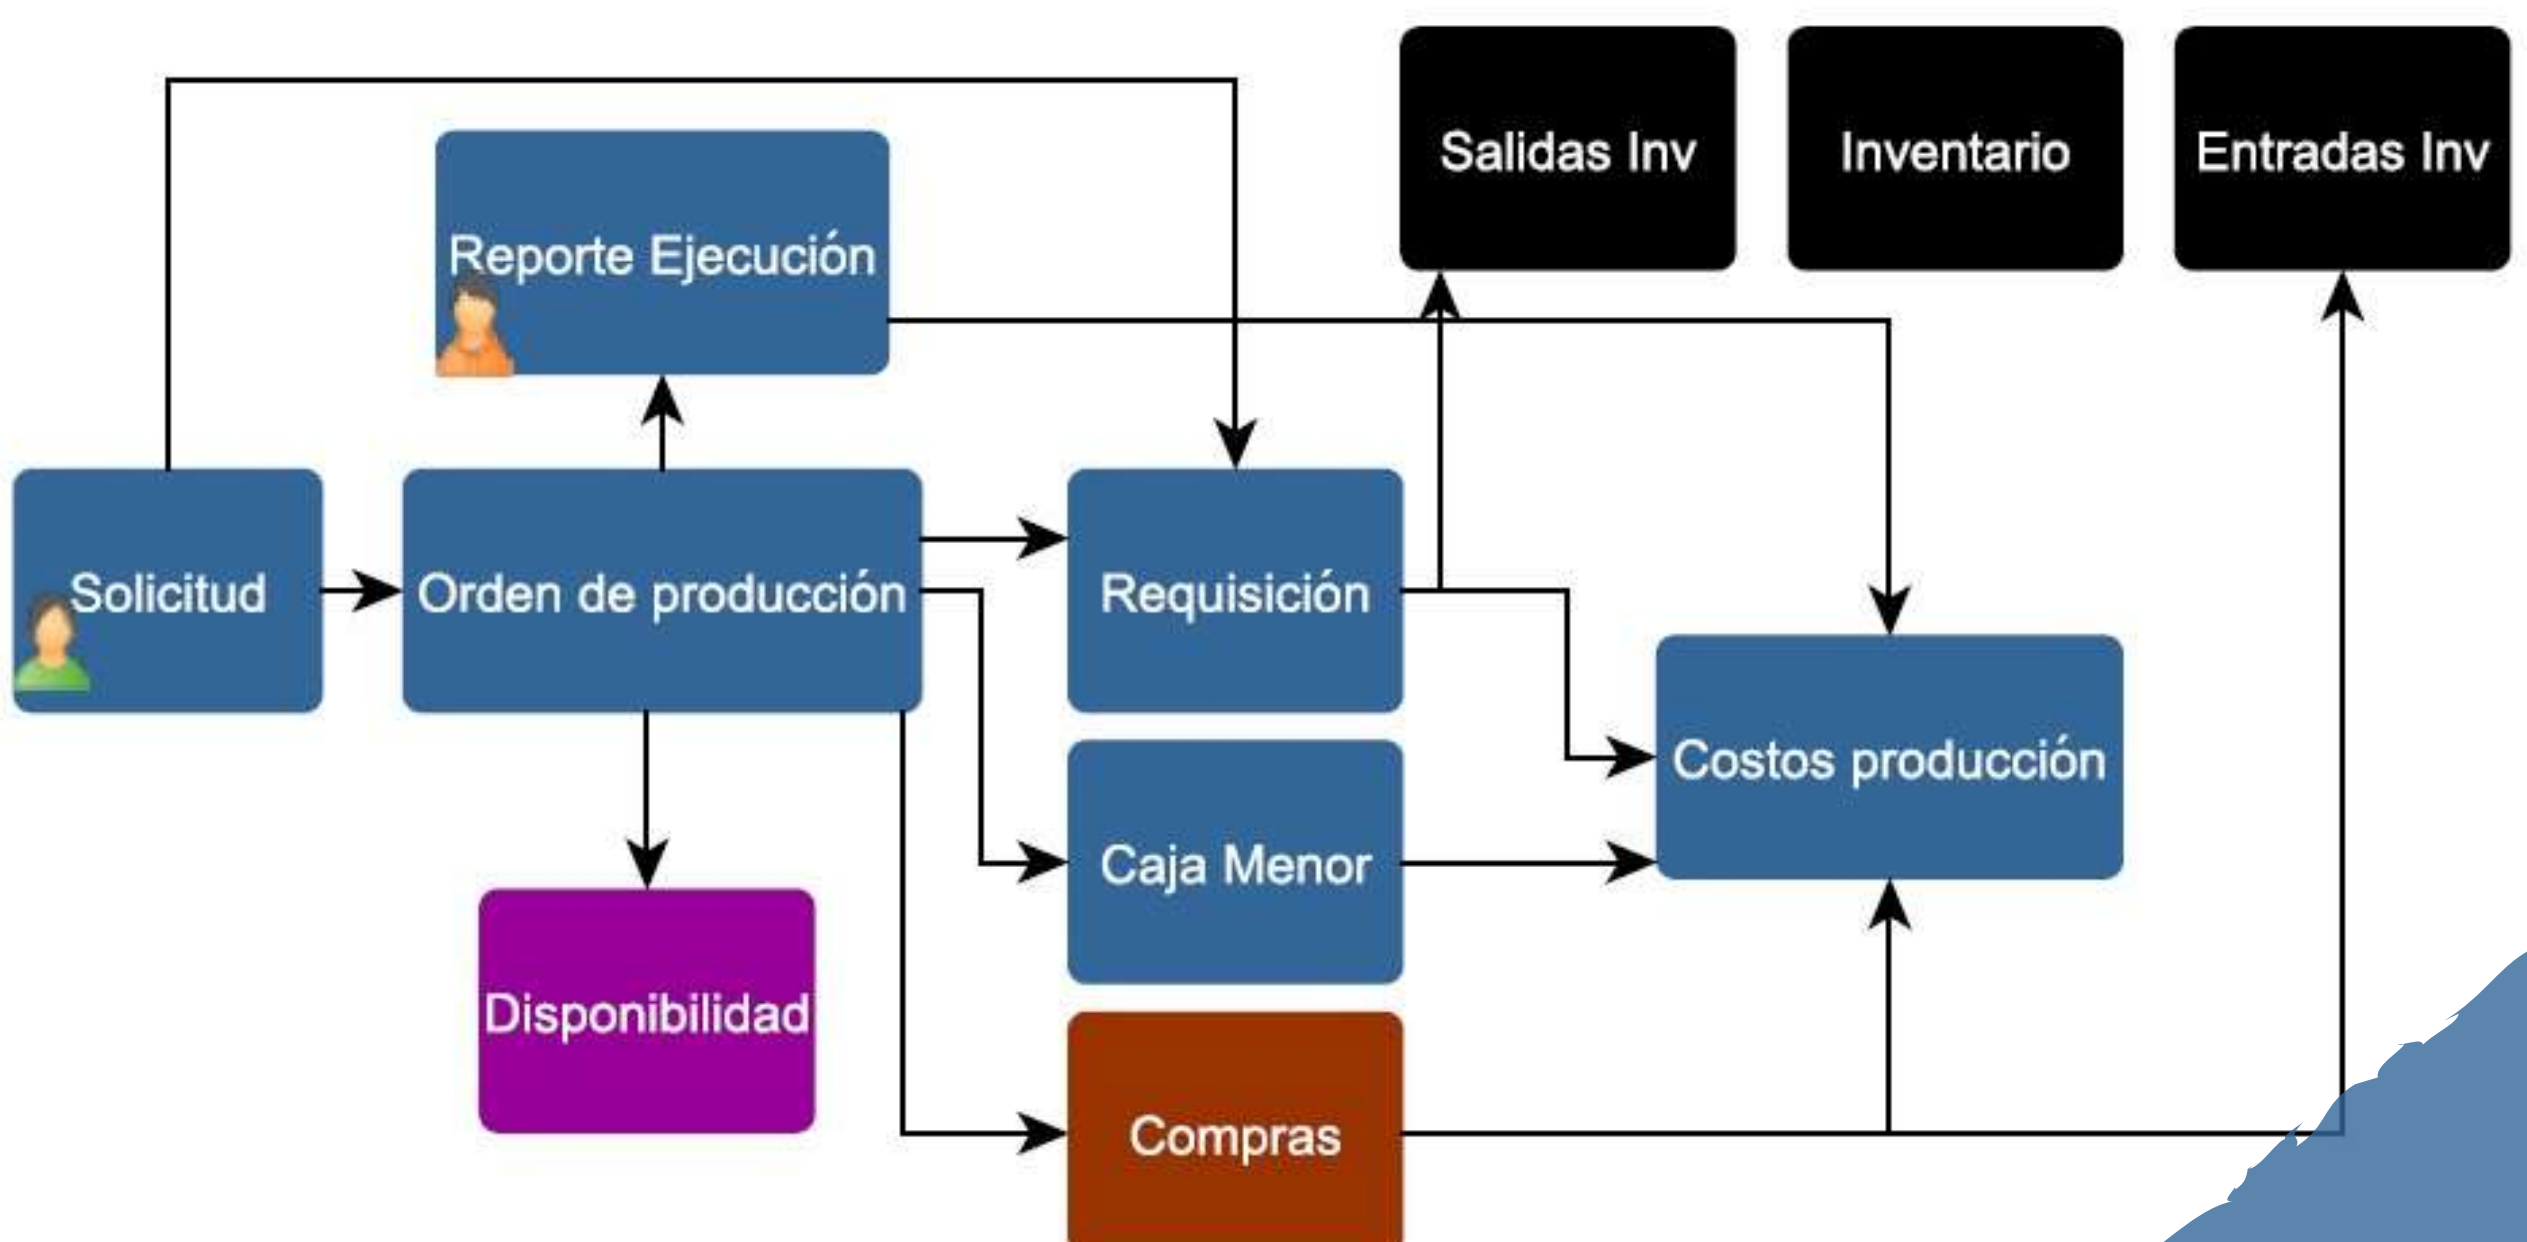 Salidas Inv
Inventario
Entradas Inv
Reporte Ejecución
Solicitud
Orden de producción
Requisición
Costos producción
Caja Menor
Disponibilidad
Compras